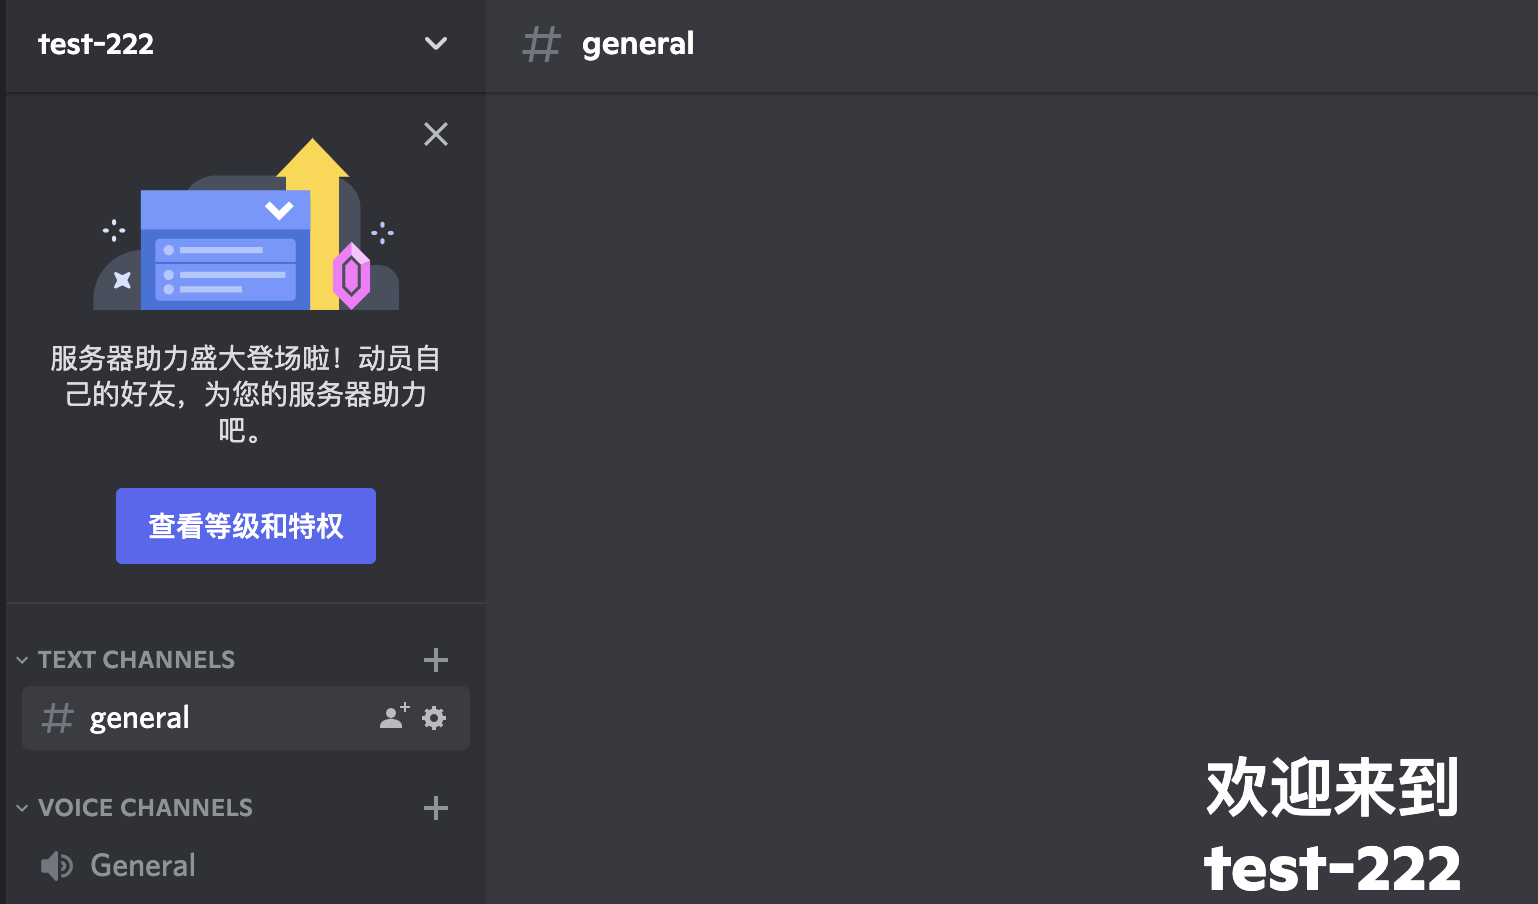 test-222
general
服务器助力盛大登场啦！动员自
己的好友，为您的服务器助力
吧。
查看等级和特权
TEXT CHANNELS
general
VOICE CHANNELS
General
欢迎来到
test-222